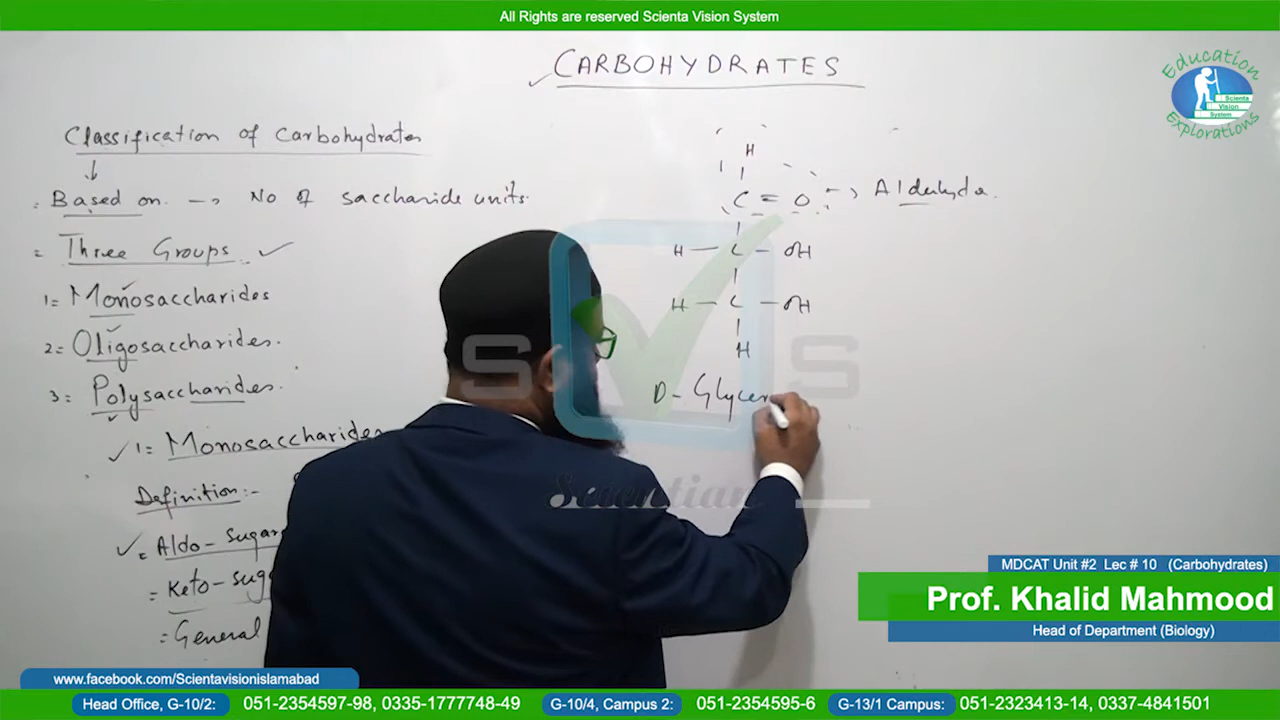 All Rights are reserved Scienta Vision System
CARBOHYDRATES
Education
Scienta
Vision
System
Explorations
Classification of Carbohydrates
Based on → No of saccharide units.
= Three Groups ✓
1= Monosaccharides
2= Oligosaccharides.
3= Polysaccharides.
✓ 1= Monosaccharides
Definition:-
✓ = Aldo-Sugar
= Keto-suga
= General
H
C = O → Aldehyda.
H — C — OH
H — C — OH
H
D- Glycer
S S
Scientian
MDCAT Unit #2 Lec # 10 (Carbohydrates)
Prof. Khalid Mahmood
Head of Department (Biology)
www.facebook.com/Scientavisionislamabad
Head Office, G-10/2: 051-2354597-98, 0335-1777748-49 G-10/4, Campus 2: 051-2354595-6 G-13/1 Campus: 051-2323413-14, 0337-4841501